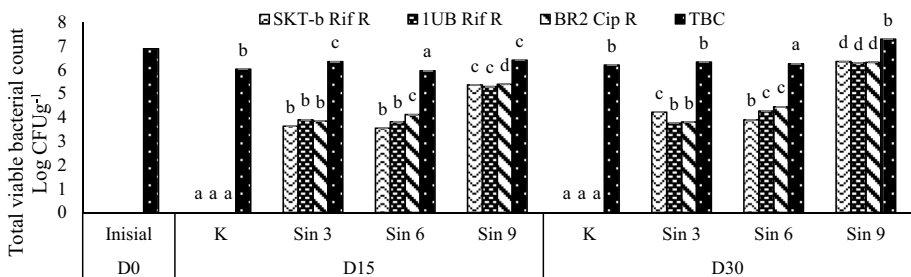 Total viable bacterial count
Log CFUg⁻¹
8
7
6
5
4
3
2
1
0
SKT-b Rif R
1UB Rif R
BR2 Cip R
TBC
a a a b
b b b c
b b c a
c c d c
a a a b
c b b b
b c c a
d d d b
Inisial K Sin 3 Sin 6 Sin 9 K Sin 3 Sin 6 Sin 9
D0 D15 D30